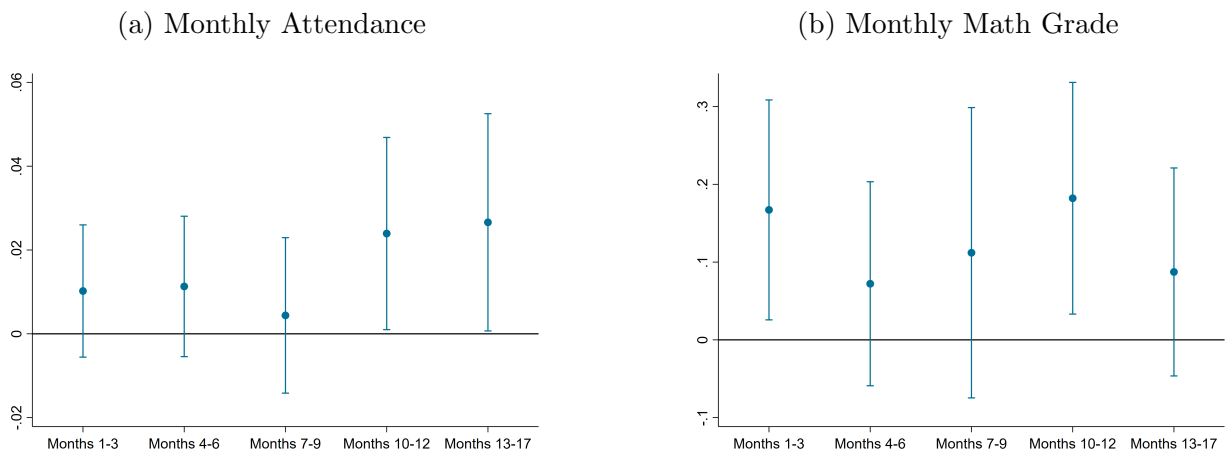 (a) Monthly Attendance
.06
.04
.02
0
-.02
Months 1-3 Months 4-6 Months 7-9 Months 10-12 Months 13-17
(b) Monthly Math Grade
.3
.2
.1
0
-.1
Months 1-3 Months 4-6 Months 7-9 Months 10-12 Months 13-17